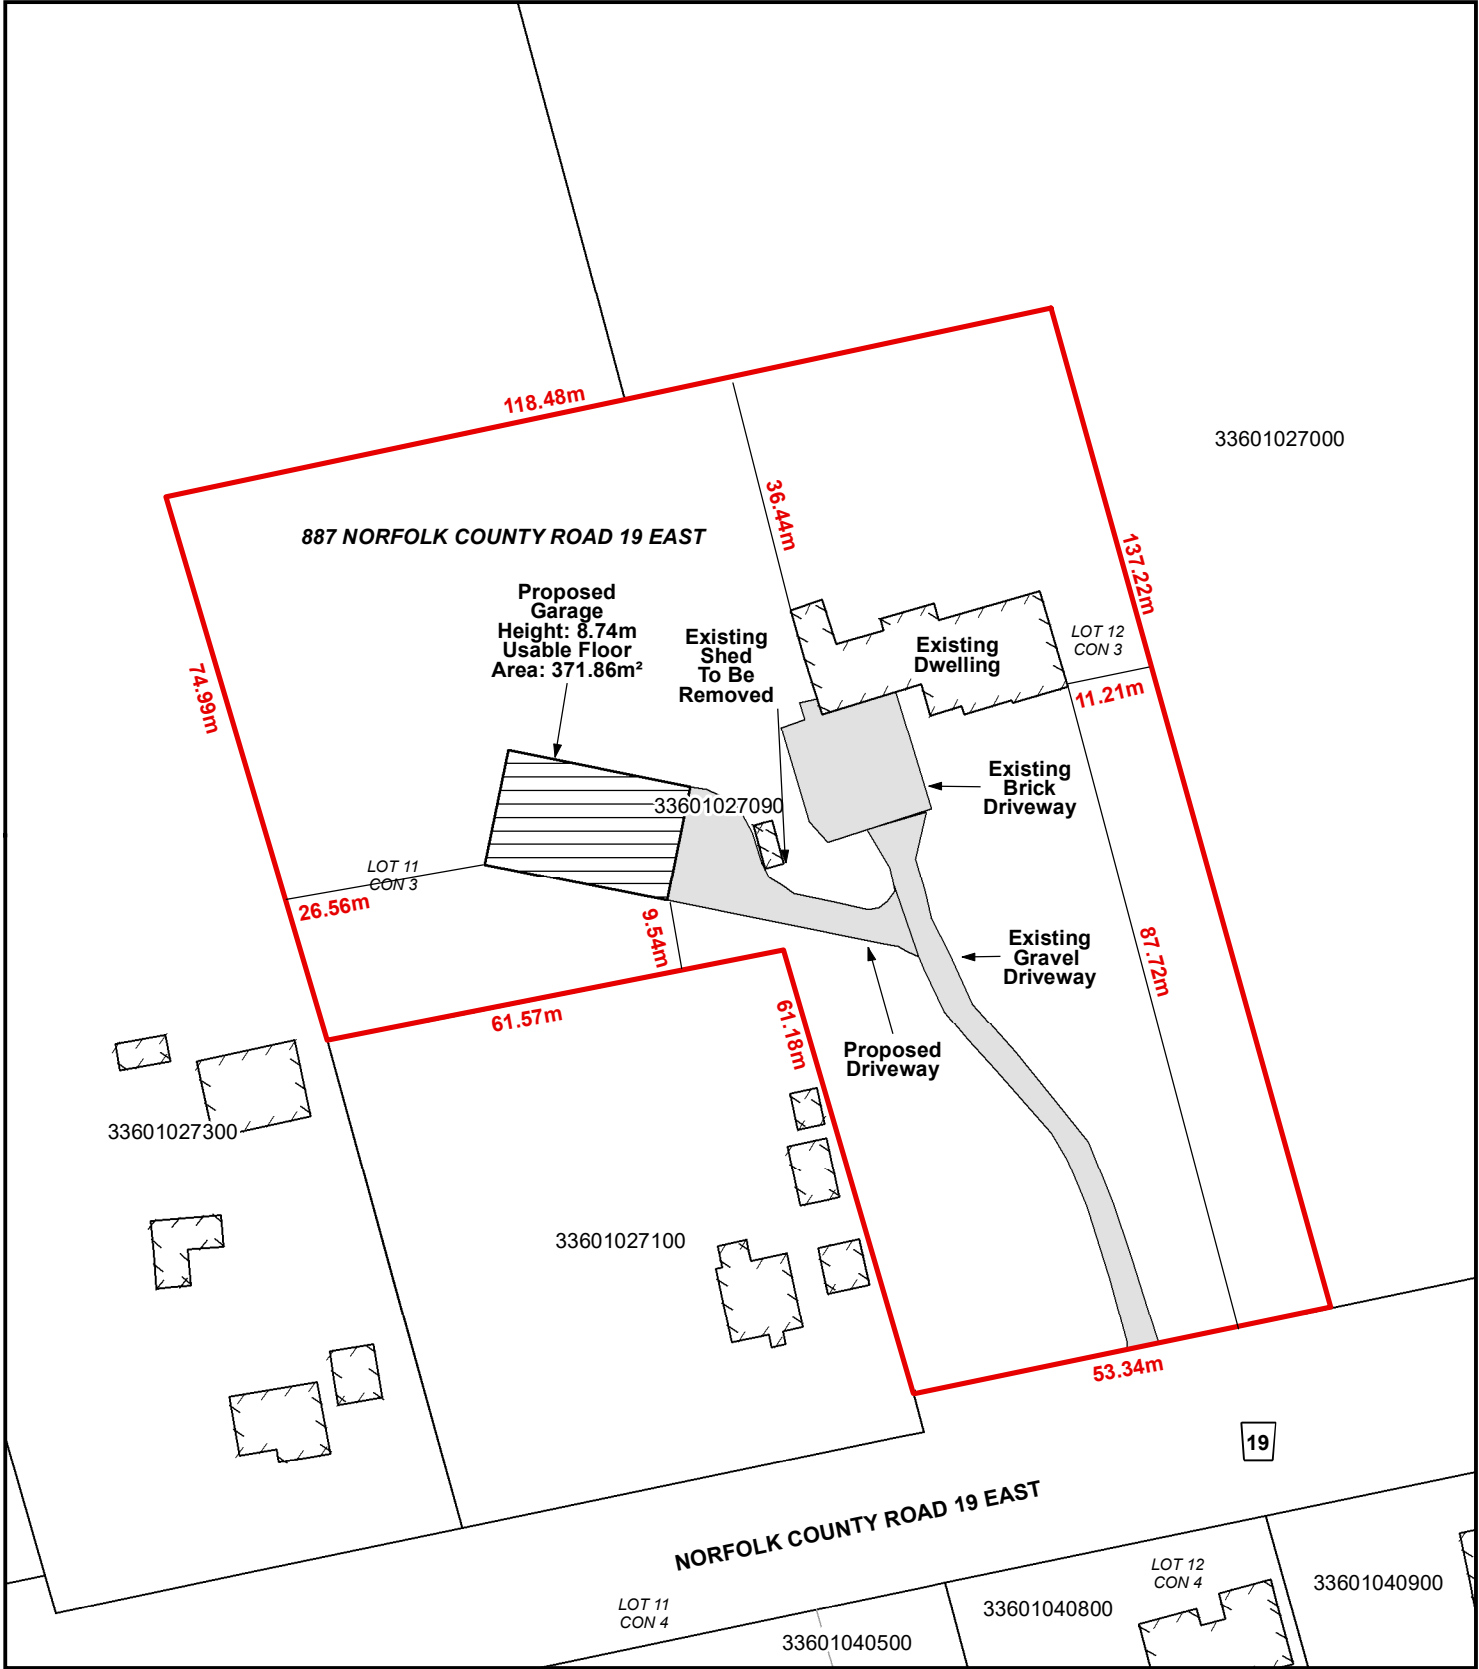 118.48m
33601027000
36.44m
887 NORFOLK COUNTY ROAD 19 EAST
137.22m
Proposed
Garage
Height: 8.74m
Usable Floor
Area: 371.86m²
Existing
Shed
To Be
Removed
Existing
Dwelling
LOT 12
CON 3
11.21m
74.99m
Existing
Brick
Driveway
33601027090
LOT 11
CON 3
26.56m
9.54m
Existing
Gravel
Driveway
87.72m
61.57m
61.18m
Proposed
Driveway
33601027300
33601027100
53.34m
19
NORFOLK COUNTY ROAD 19 EAST
LOT 12
CON 4
33601040900
LOT 11
CON 4
33601040800
33601040500